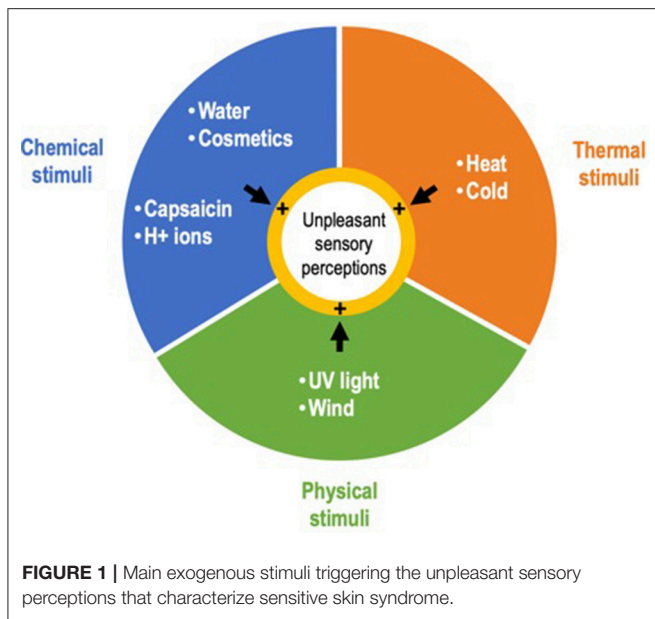 • Water
• Cosmetics
Chemical
stimuli
• Capsaicin
• H+ ions
• Heat
• Cold
Thermal
stimuli
+
+
Unpleasant
sensory
perceptions
+
• UV light
• Wind
Physical
stimuli
FIGURE 1 | Main exogenous stimuli triggering the unpleasant sensory
perceptions that characterize sensitive skin syndrome.